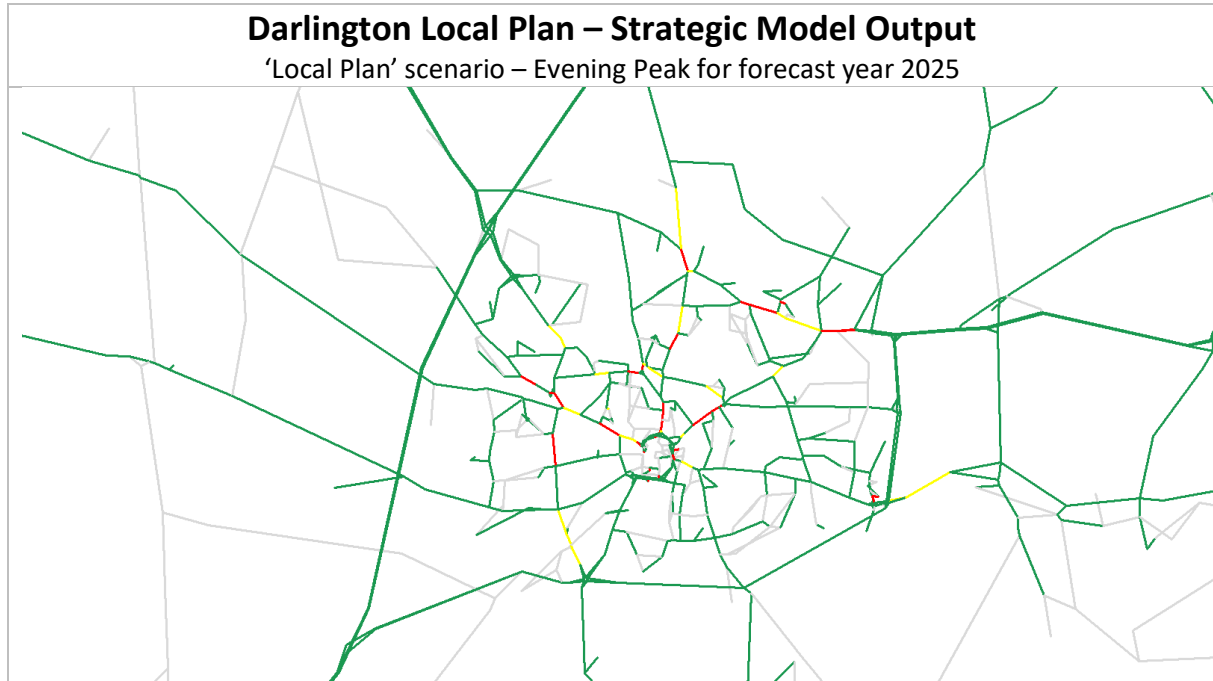 Darlington Local Plan – Strategic Model Output
‘Local Plan’ scenario – Evening Peak for forecast year 2025